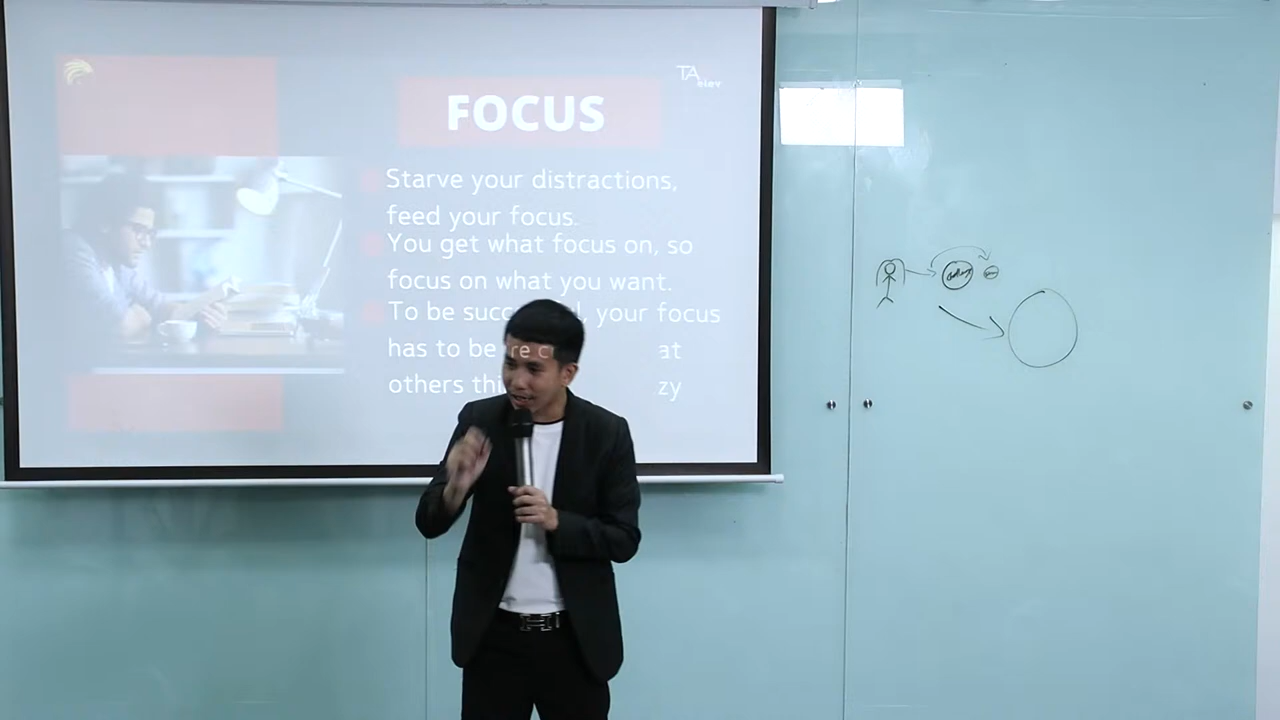 TA
elev
FOCUS
Starve your distractions,
feed your focus.
You get what focus on, so
focus on what you want.
To be succ l, your focus
has to be re c at
others thi zy